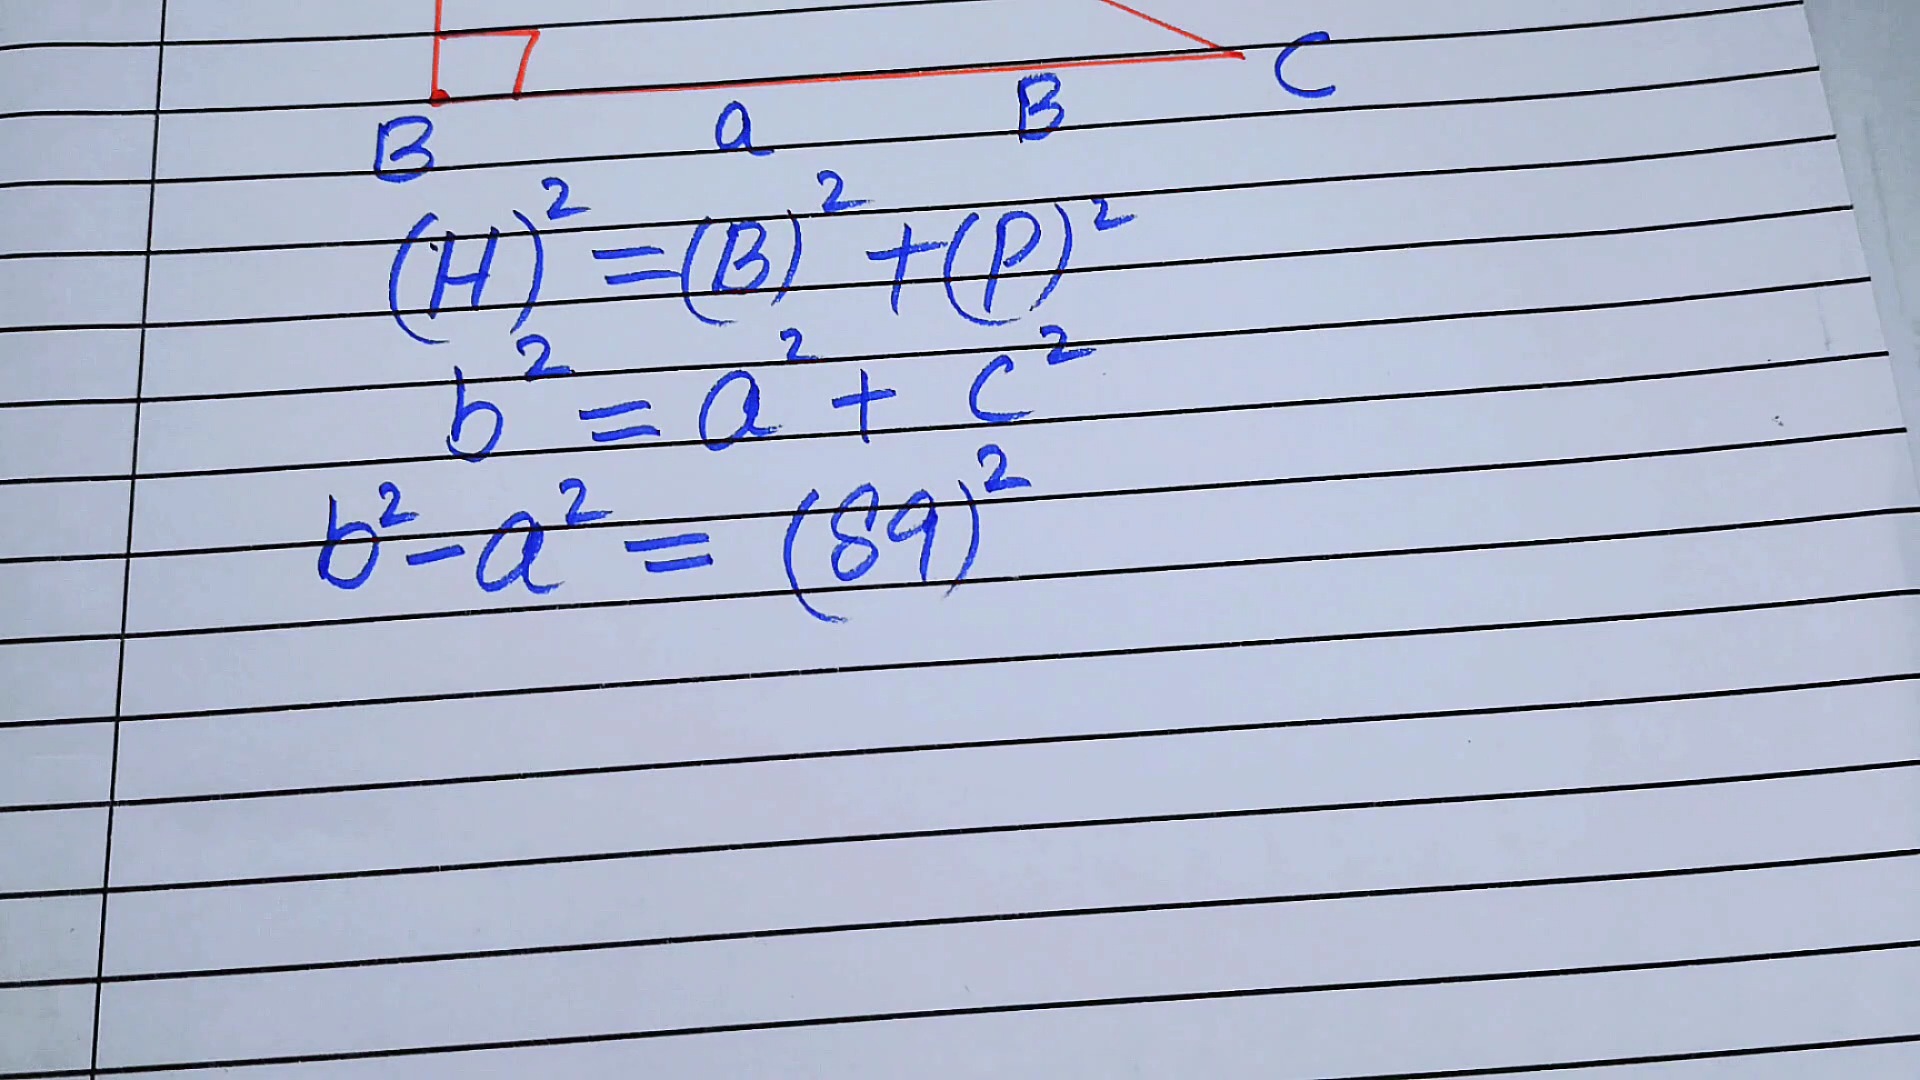 B a B C
(H)² = (B)² + (P)²
b² = a² + c²
b² - a² = (89)²